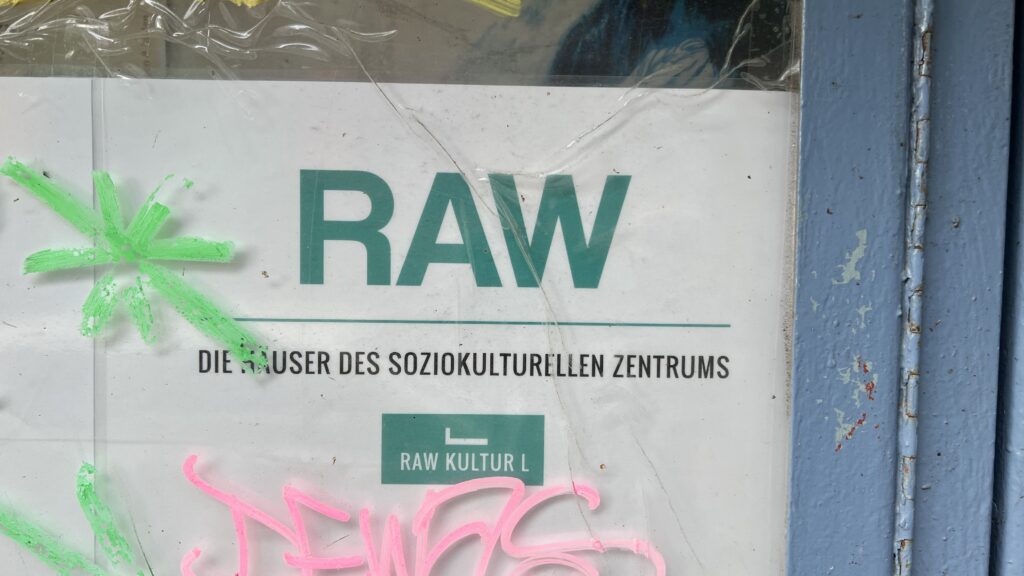 RAW
DIE HÄUSER DES SOZIOKULTURELLEN ZENTRUMS
RAW KULTUR L